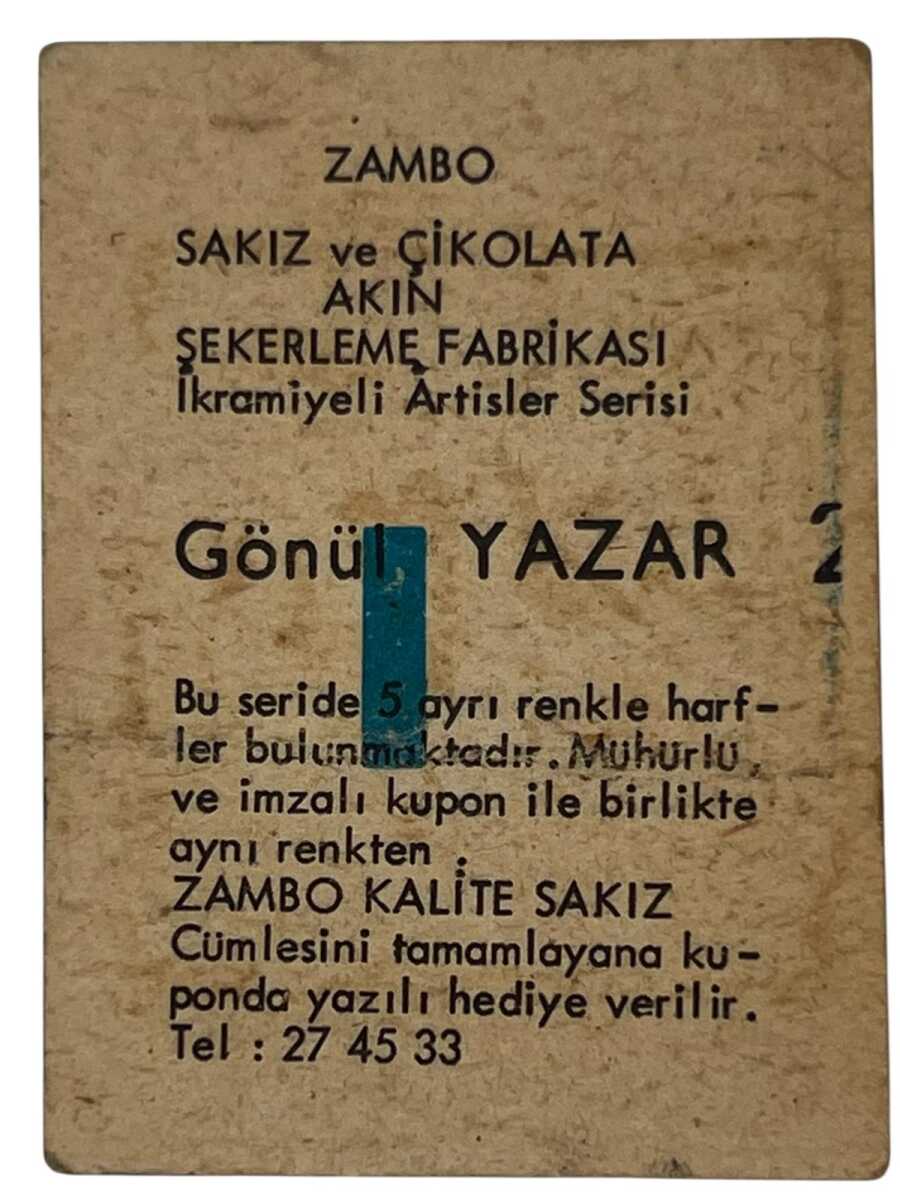 ZAMBO
SAKIZ ve ÇİKOLATA
AKIN
ŞEKERLEME FABRİKASI
İkramiyeli Artisler Serisi
Gönül YAZAR 2
Bu seride 5 ayrı renkle harf-
ler bulunmaktadır. Mühürlü,
ve imzalı kupon ile birlikte
aynı renkten .
ZAMBO KALİTE SAKIZ
Cümlesini tamamlayana ku-
ponda yazılı hediye verilir.
Tel : 27 45 33